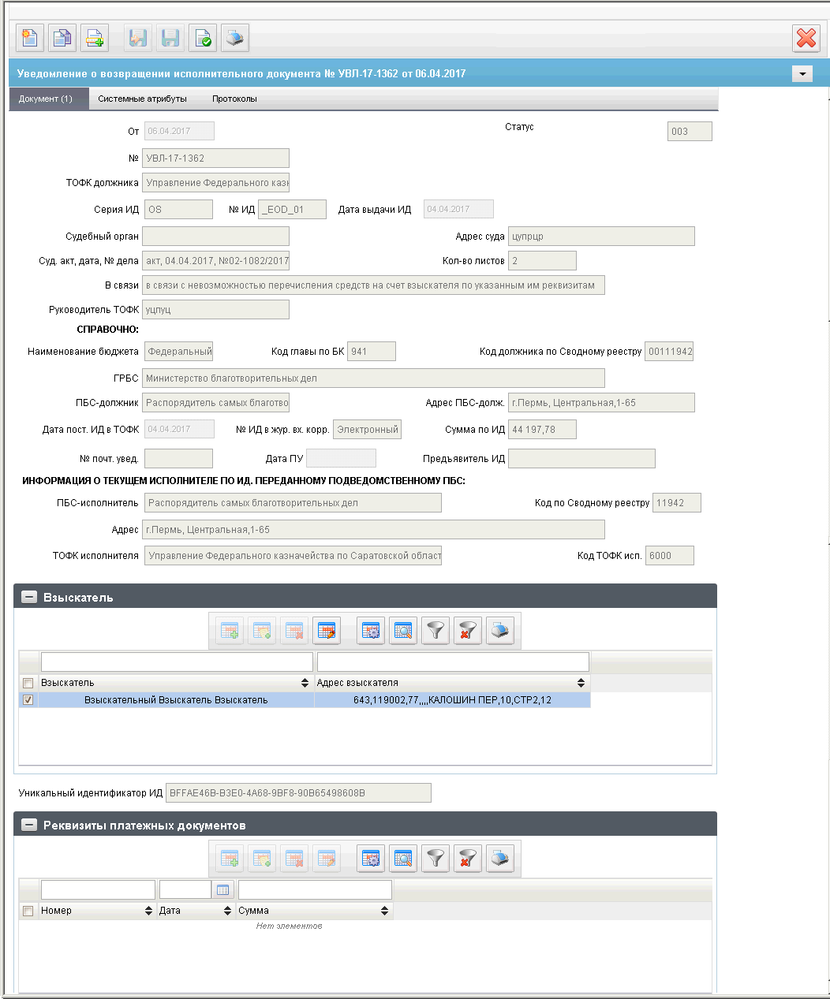 Уведомление о возвращении исполнительного документа № УВЛ-17-1362 от 06.04.2017
Документ (1) Системные атрибуты Протоколы
От 06.04.2017 Статус 003
№ УВЛ-17-1362
ТОФК должника Управление Федерального казн
Серия ИД OS № ИД _EOD_01 Дата выдачи ИД 04.04.2017
Судебный орган Адрес суда цупрцр
Суд. акт, дата, № дела акт, 04.04.2017, №02-1082/2017 Кол-во листов 2
В связи в связи с невозможностью перечисления средств на счет взыскателя по указанным им реквизитам
Руководитель ТОФК уцпуц
СПРАВОЧНО:
Наименование бюджета Федеральный Код главы по БК 941 Код должника по Сводному реестру 00111942
ГРБС Министерство благотворительных дел
ПБС-должник Распорядитель самых благотво Адрес ПБС-долж. г.Пермь, Центральная,1-65
Дата пост. ИД в ТОФК 04.04.2017 № ИД в жур. вх. корр. Электронный Сумма по ИД 44 197,78
№ почт. увед. Дата ПУ Предъявитель ИД
ИНФОРМАЦИЯ О ТЕКУЩЕМ ИСПОЛНИТЕЛЕ ПО ИД, ПЕРЕДАННОМУ ПОДВЕДОМСТВЕННОМУ ПБС:
ПБС-исполнитель Распорядитель самых благотворительных дел Код по Сводному реестру 11942
Адрес г.Пермь, Центральная,1-65
ТОФК исполнителя Управление Федерального казначейства по Саратовской област Код ТОФК исп. 6000
Взыскатель
Взыскатель Адрес взыскателя
Взыскательный Взыскатель Взыскатель 643,119002,77,,,,КАЛОШИН ПЕР,10,СТР2,12
Уникальный идентификатор ИД BFFAE46B-B3E0-4A68-9BF8-90B65498608B
Реквизиты платежных документов
Номер Дата Сумма
Нет элементов